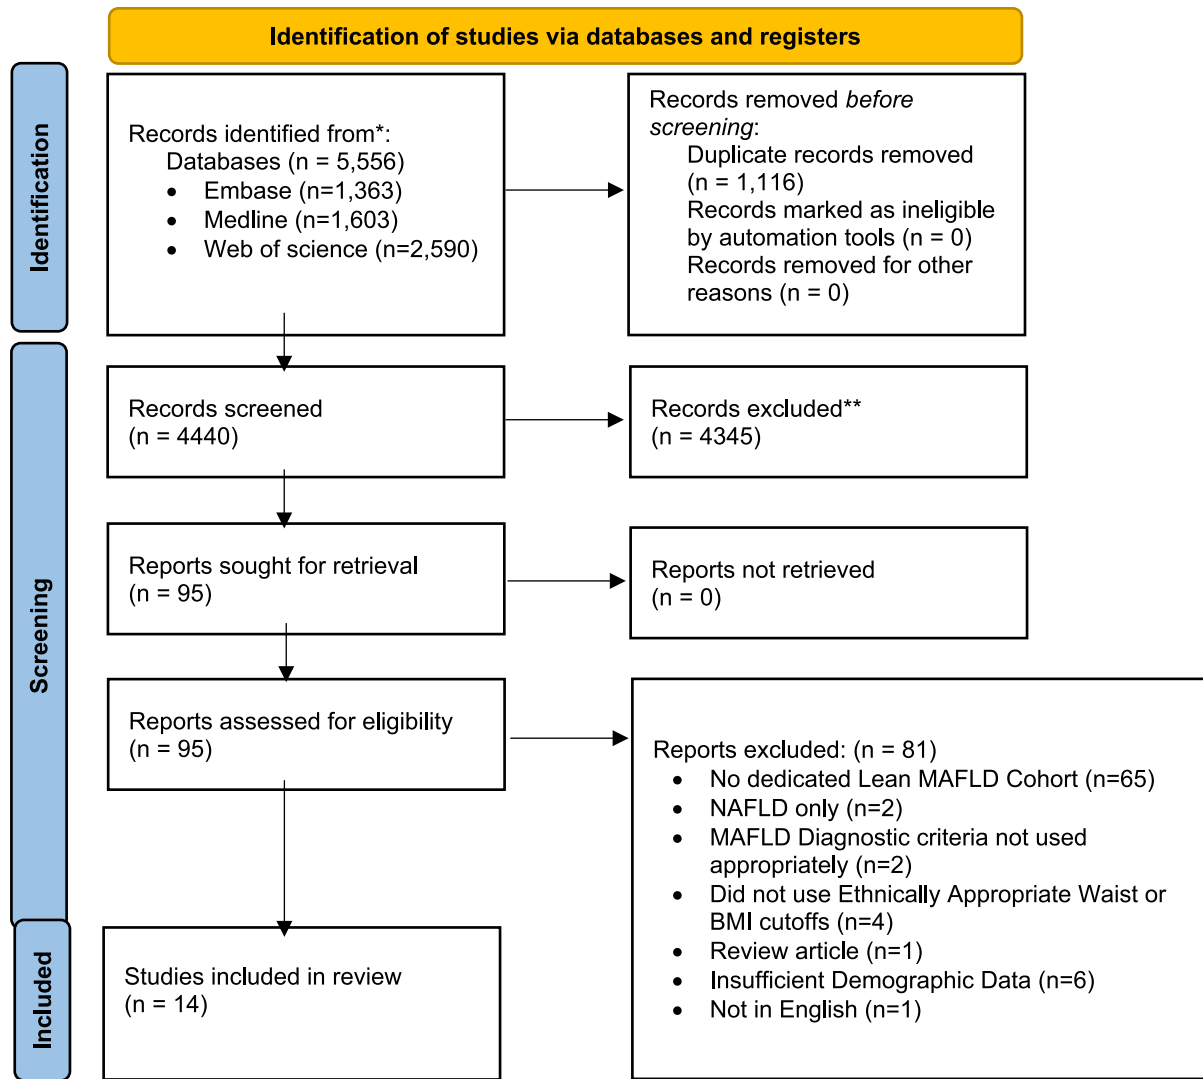 Identification of studies via databases and registers
Identification
Records identified from*:
Databases (n = 5,556)
• Embase (n=1,363)
• Medline (n=1,603)
• Web of science (n=2,590)
Records removed before
screening:
Duplicate records removed
(n = 1,116)
Records marked as ineligible
by automation tools (n = 0)
Records removed for other
reasons (n = 0)
Screening
Records screened
(n = 4440)
Records excluded**
(n = 4345)
Reports sought for retrieval
(n = 95)
Reports not retrieved
(n = 0)
Reports assessed for eligibility
(n = 95)
Reports excluded: (n = 81)
• No dedicated Lean MAFLD Cohort (n=65)
• NAFLD only (n=2)
• MAFLD Diagnostic criteria not used
appropriately (n=2)
• Did not use Ethnically Appropriate Waist or
BMI cutoffs (n=4)
• Review article (n=1)
• Insufficient Demographic Data (n=6)
• Not in English (n=1)
Included
Studies included in review
(n = 14)